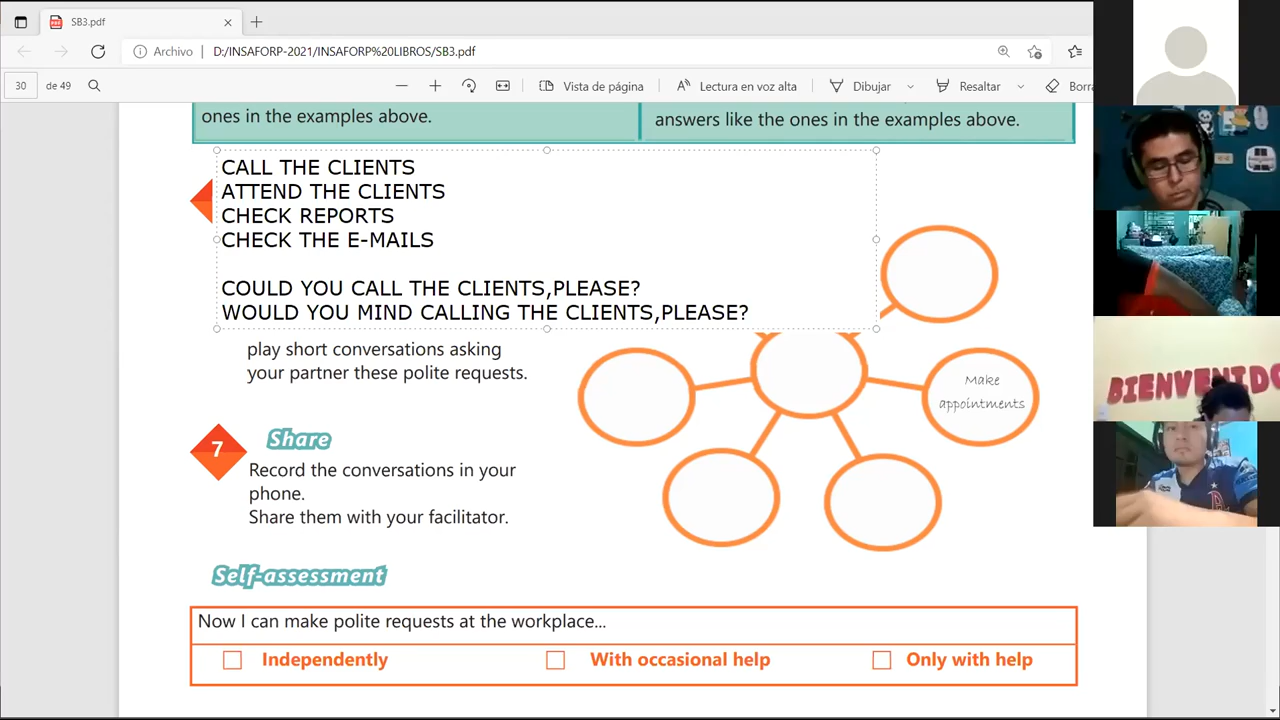 SB3.pdf
Archivo
D:/INSAFORP-2021/INSAFORP%20LIBROS/SB3.pdf
30
de 49
Vista de página
Lectura en voz alta
Dibujar
Resaltar
Borra
ones in the examples above.
answers like the ones in the examples above.
CALL THE CLIENTS
ATTEND THE CLIENTS
CHECK REPORTS
CHECK THE E-MAILS
COULD YOU CALL THE CLIENTS,PLEASE?
WOULD YOU MIND CALLING THE CLIENTS,PLEASE?
play short conversations asking
your partner these polite requests.
Make
appointments
7
Share
Record the conversations in your
phone.
Share them with your facilitator.
Self-assessment
Now I can make polite requests at the workplace...
Independently
With occasional help
Only with help
BIENVENIDO